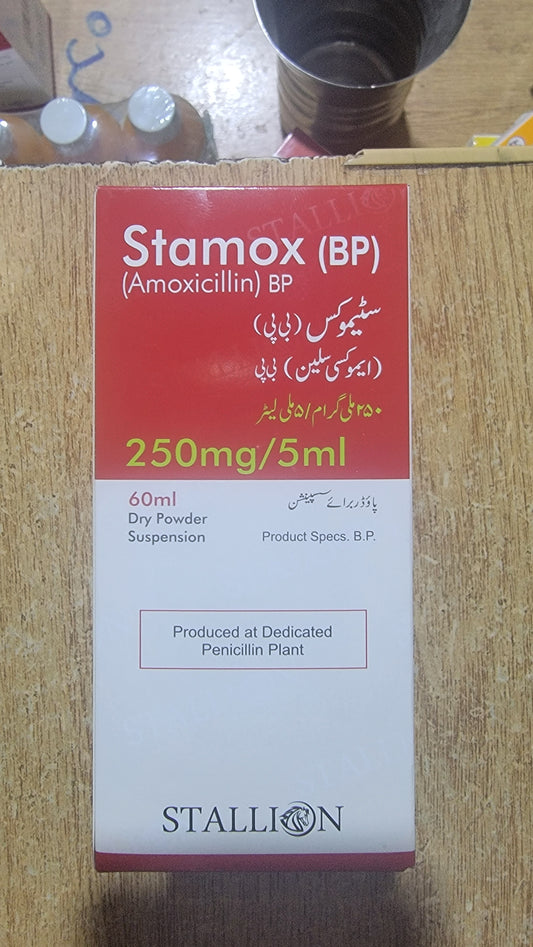 Stamox (BP)
(Amoxicillin) BP
سٹیموکس (بی پی)
(ایموکسی سلین) بی پی
۲۵۰ ملی گرام/۵ ملی لیٹر
250mg/5ml
60ml
Dry Powder
Suspension
پاؤڈر برائے سسپینشن
Product Specs. B.P.
Produced at Dedicated
Penicillin Plant
STALLION